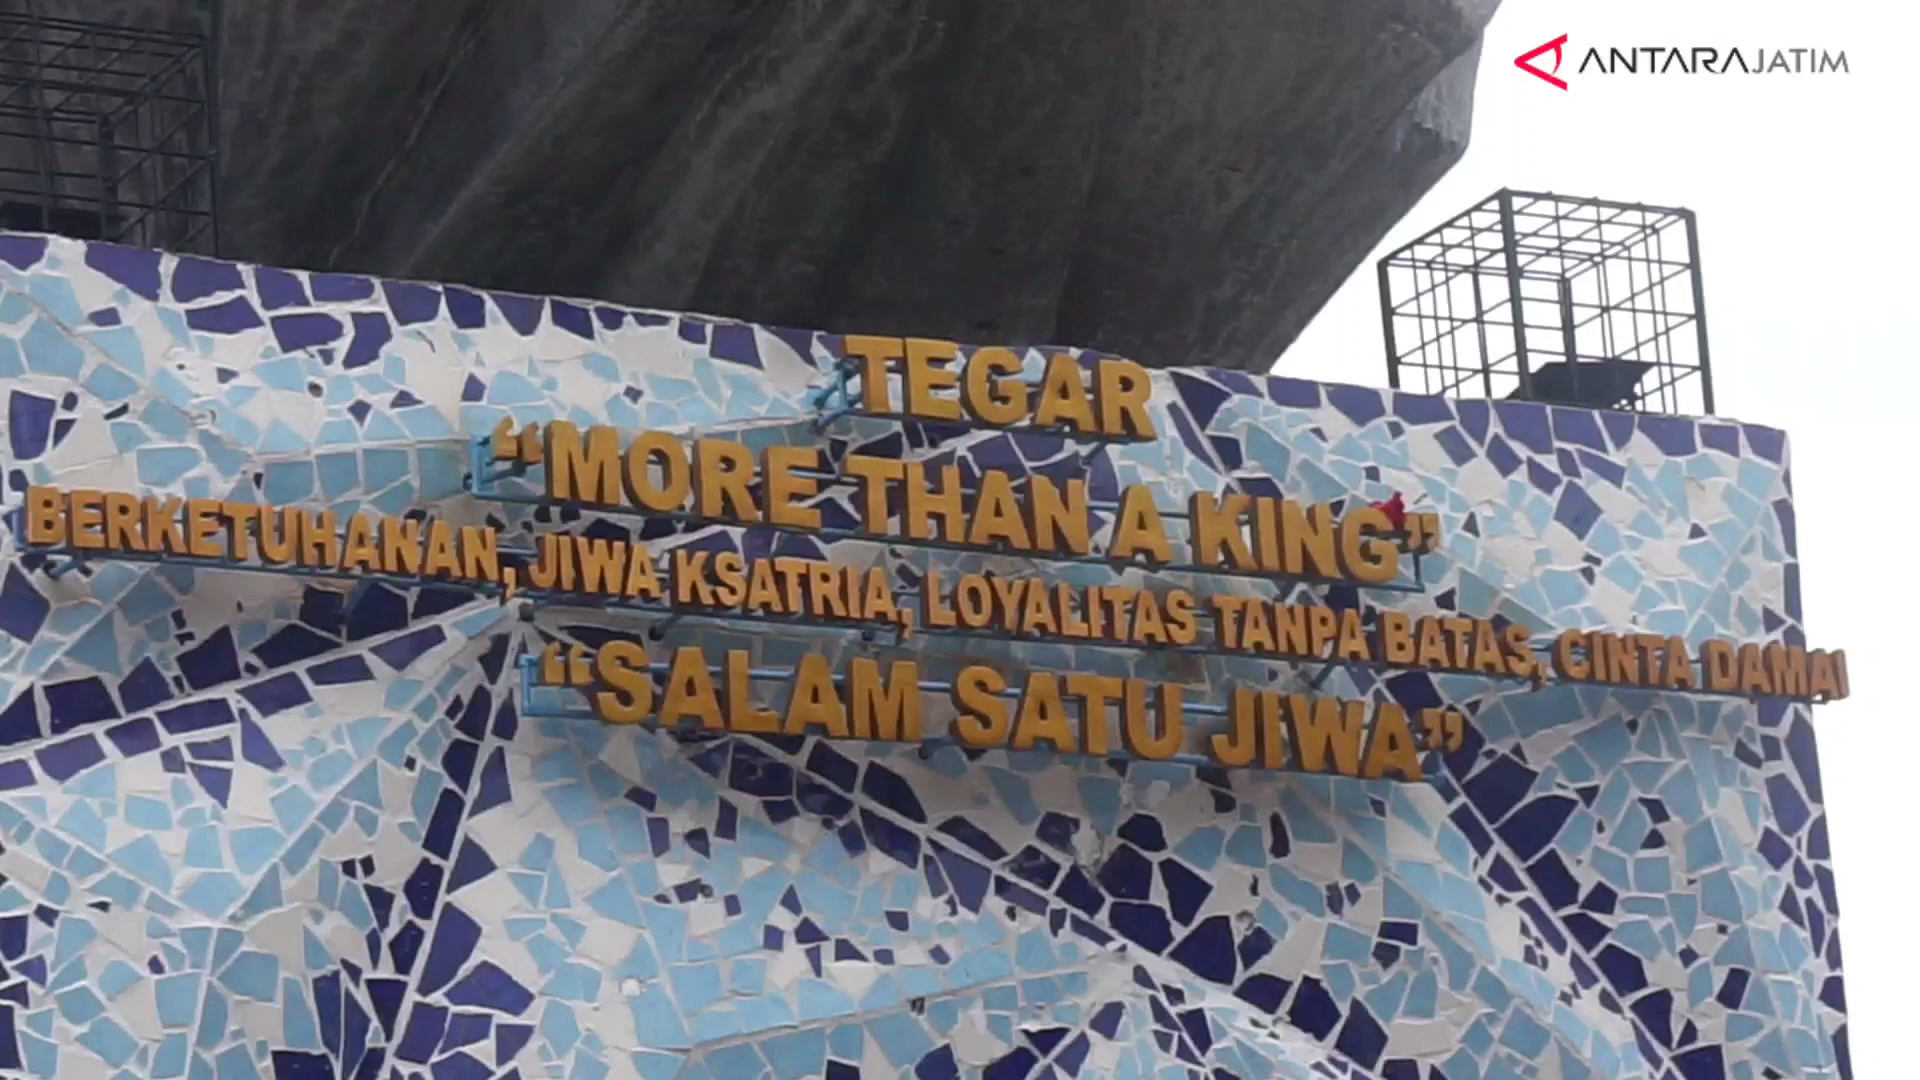 ANTARAJATIM
TEGAR
“MORE THAN A KING”
BERKETUHANAN, JIWA KSATRIA, LOYALITAS TANPA BATAS, CINTA DAMAI
“SALAM SATU JIWA”